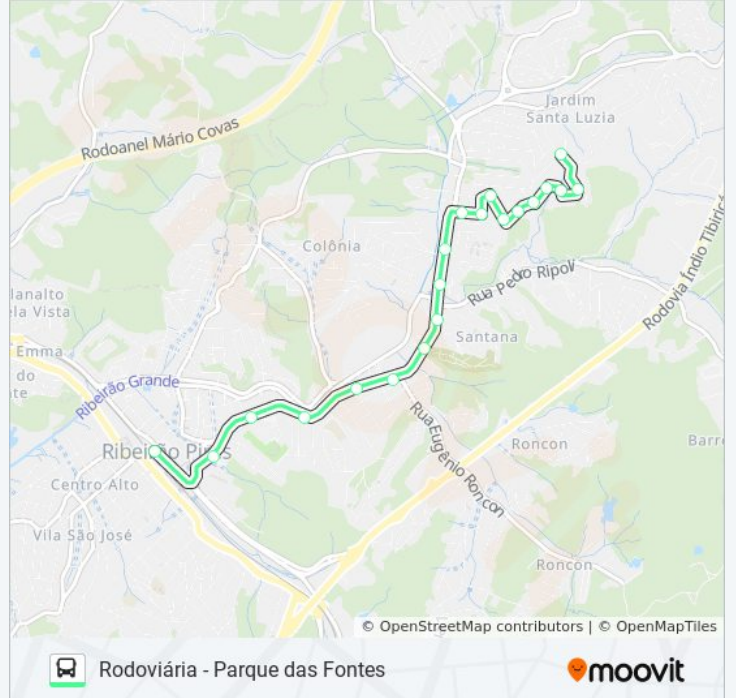 Jardim
Santa Luzia
Rodoanel Mário Covas
Colônia
Rua Pedro Ripoli
Rodovia Índio Tibiriçá
lanalto
ela Vista
Santana
Emma
do
te
Ribeirão Grande
Rua Eugênio Roncon
Ribeirão Pires
Roncon
Barr
Centro Alto
Vila São José
Roncon
© OpenStreetMap contributors | © OpenMapTiles
Rodoviária - Parque das Fontes
moovit